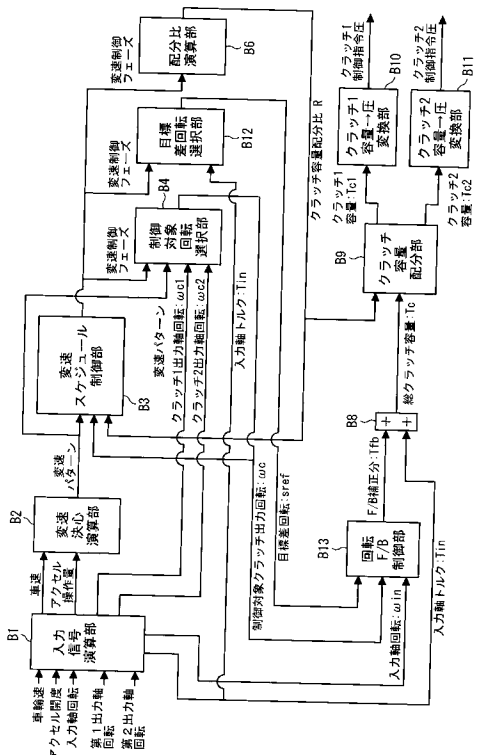 車輪速
アクセル開度
入力軸回転
第1出力軸
回転
第2出力軸
回転
B1
入力
信号
演算部
車速
アクセル
操作量
B2
変速
決心
演算部
変速
パターン
B3
変速
スケジュール
制御部
変速制御
フェーズ
変速パターン
クラッチ1出力軸回転:ωc1
クラッチ2出力軸回転:ωc2
B4
制御
対象
回転
選択部
変速制御
フェーズ
入力軸トルク:Tin
B12
目標
差回転
選択部
変速制御
フェーズ
B6
配分比
演算部
制御対象クラッチ出力回転:ωc
目標差回転:sref
クラッチ容量配分比 R
入力軸回転:ωin
B13
回転
F/B
制御部
F/B補正分:Tfb
入力軸トルク:Tin
B8
+
+
総クラッチ容量:Tc
B9
クラッチ
容量
配分部
クラッチ1
容量:Tc1
クラッチ2
容量:Tc2
クラッチ1
容量→圧
変換部
B10
クラッチ1
制御指令圧
クラッチ2
容量→圧
変換部
B11
クラッチ2
制御指令圧